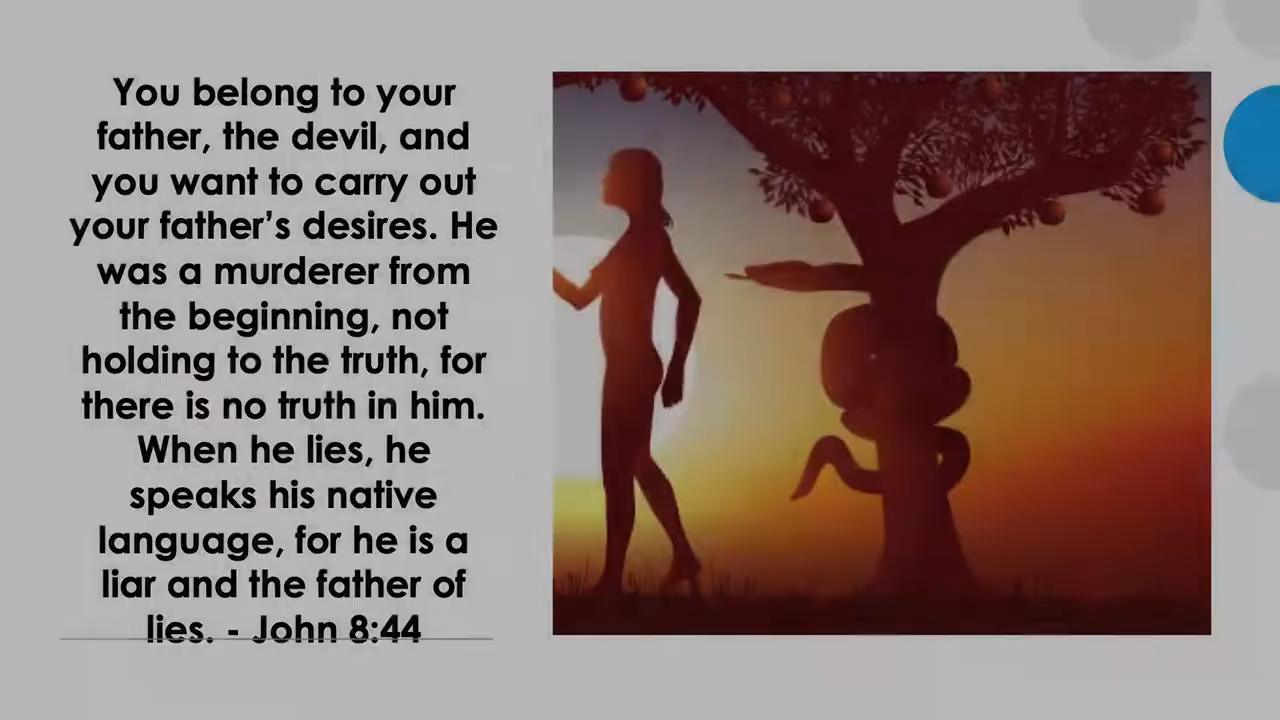 You belong to your
father, the devil, and
you want to carry out
your father’s desires. He
was a murderer from
the beginning, not
holding to the truth, for
there is no truth in him.
When he lies, he
speaks his native
language, for he is a
liar and the father of
lies. - John 8:44